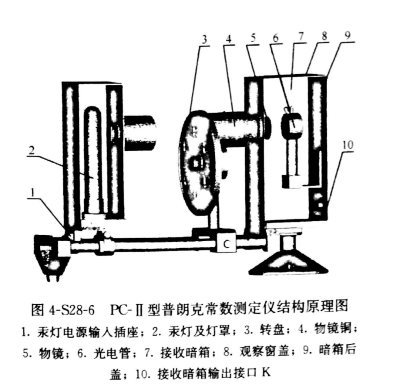 3
4
5
6
7
8
9
2
10
1
C
图 4-S28-6 PC-Ⅱ型普朗克常数测定仪结构原理图
1. 汞灯电源输入插座；2. 汞灯及灯罩；3. 转盘；4. 物镜铜；
5. 物镜；6. 光电管；7. 接收暗箱；8. 观察窗盖；9. 暗箱后
盖；10. 接收暗箱输出接口 K